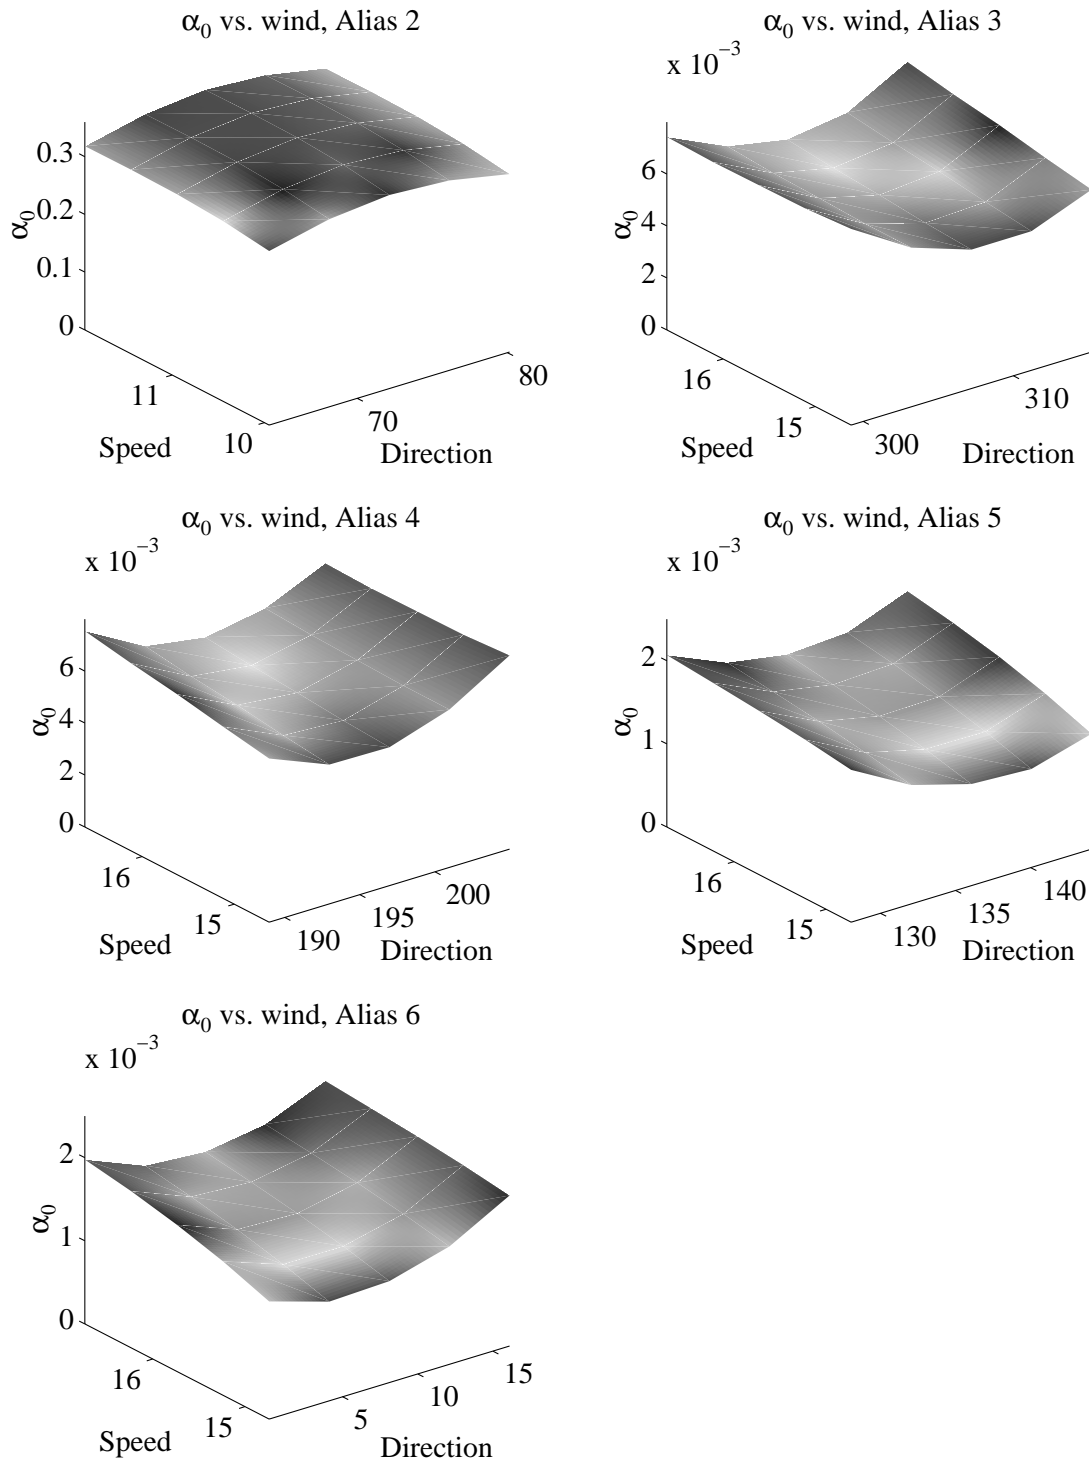 α₀ vs. wind, Alias 2
0.3
0.2
0.1
0
α₀
11
10
Speed
70
80
Direction
α₀ vs. wind, Alias 3
x 10⁻³
6
4
2
0
α₀
16
15
Speed
300
310
Direction
α₀ vs. wind, Alias 4
x 10⁻³
6
4
2
0
α₀
16
15
Speed
190
195
200
Direction
α₀ vs. wind, Alias 5
x 10⁻³
2
1
0
α₀
16
15
Speed
130
135
140
Direction
α₀ vs. wind, Alias 6
x 10⁻³
2
1
0
α₀
16
15
Speed
5
10
15
Direction